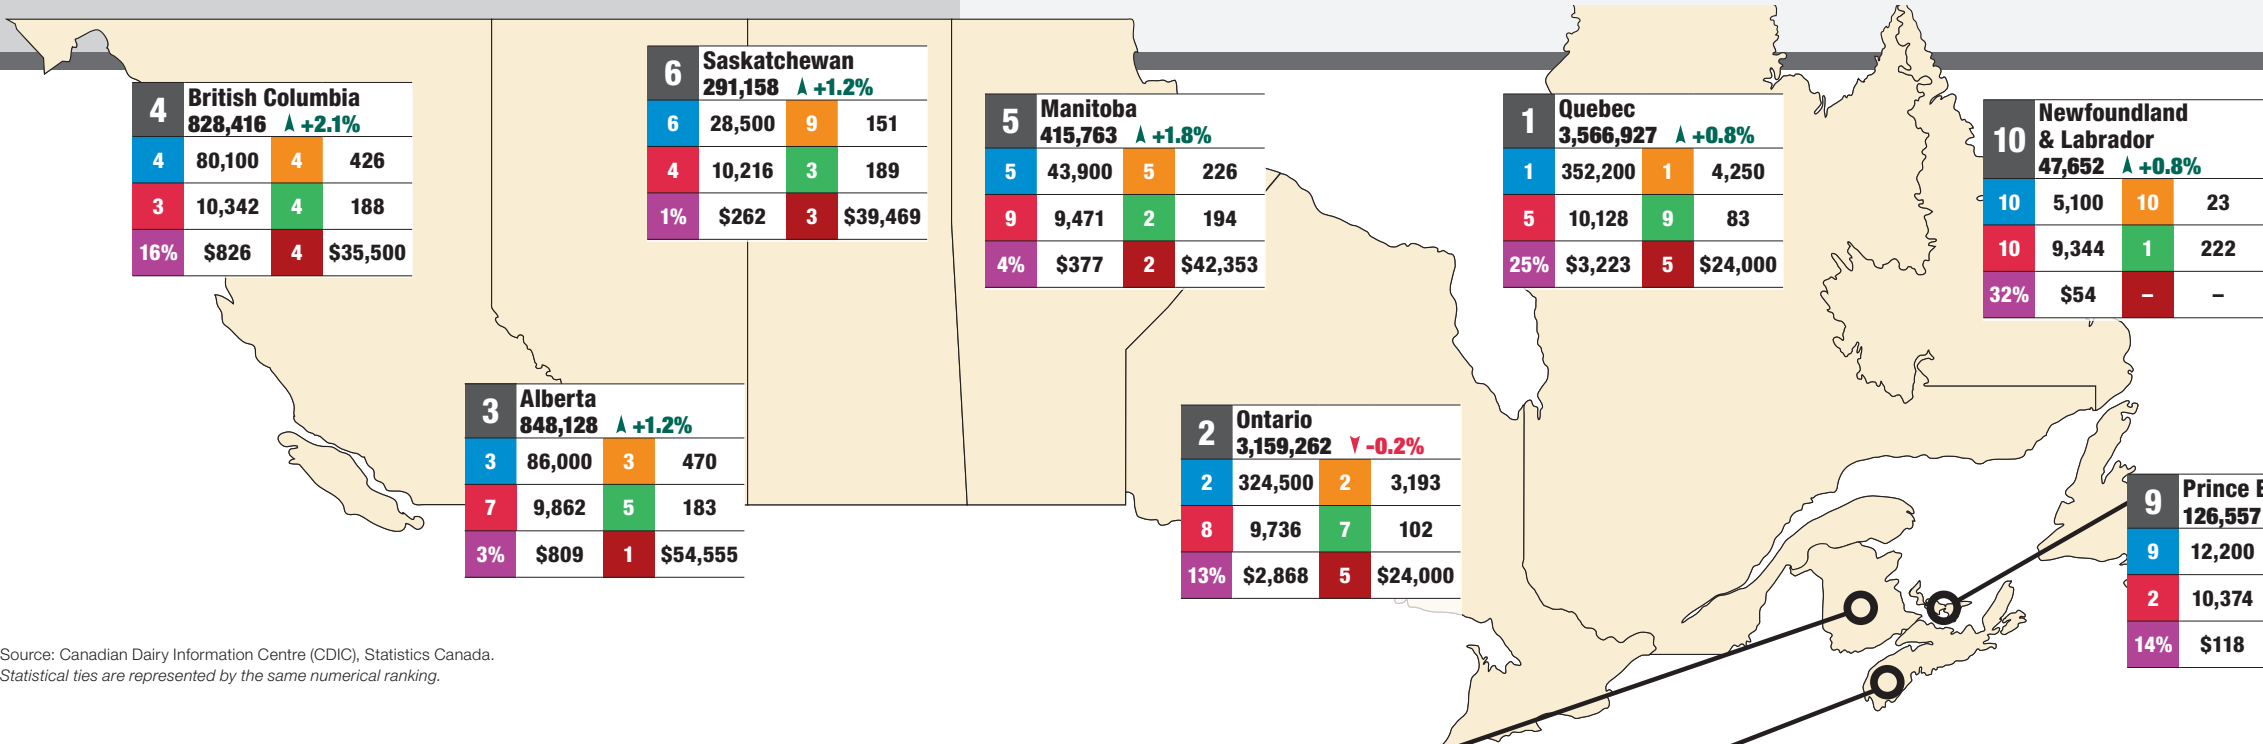 4 British Columbia
828,416 +2.1%
4 80,100 4 426
3 10,342 4 188
16% $826 4 $35,500
6 Saskatchewan
291,158 +1.2%
6 28,500 9 151
4 10,216 3 189
1% $262 3 $39,469
5 Manitoba
415,763 +1.8%
5 43,900 5 226
9 9,471 2 194
4% $377 2 $42,353
1 Quebec
3,566,927 +0.8%
1 352,200 1 4,250
5 10,128 9 83
25% $3,223 5 $24,000
10 Newfoundland
& Labrador
47,652 +0.8%
10 5,100 10 23
10 9,344 1 222
32% $54 – –
3 Alberta
848,128 +1.2%
3 86,000 3 470
7 9,862 5 183
3% $809 1 $54,555
2 Ontario
3,159,262 -0.2%
2 324,500 2 3,193
8 9,736 7 102
13% $2,868 5 $24,000
9 Prince
126,557
9 12,200
2 10,374
14% $118
Source: Canadian Dairy Information Centre (CDIC), Statistics Canada.
Statistical ties are represented by the same numerical ranking.